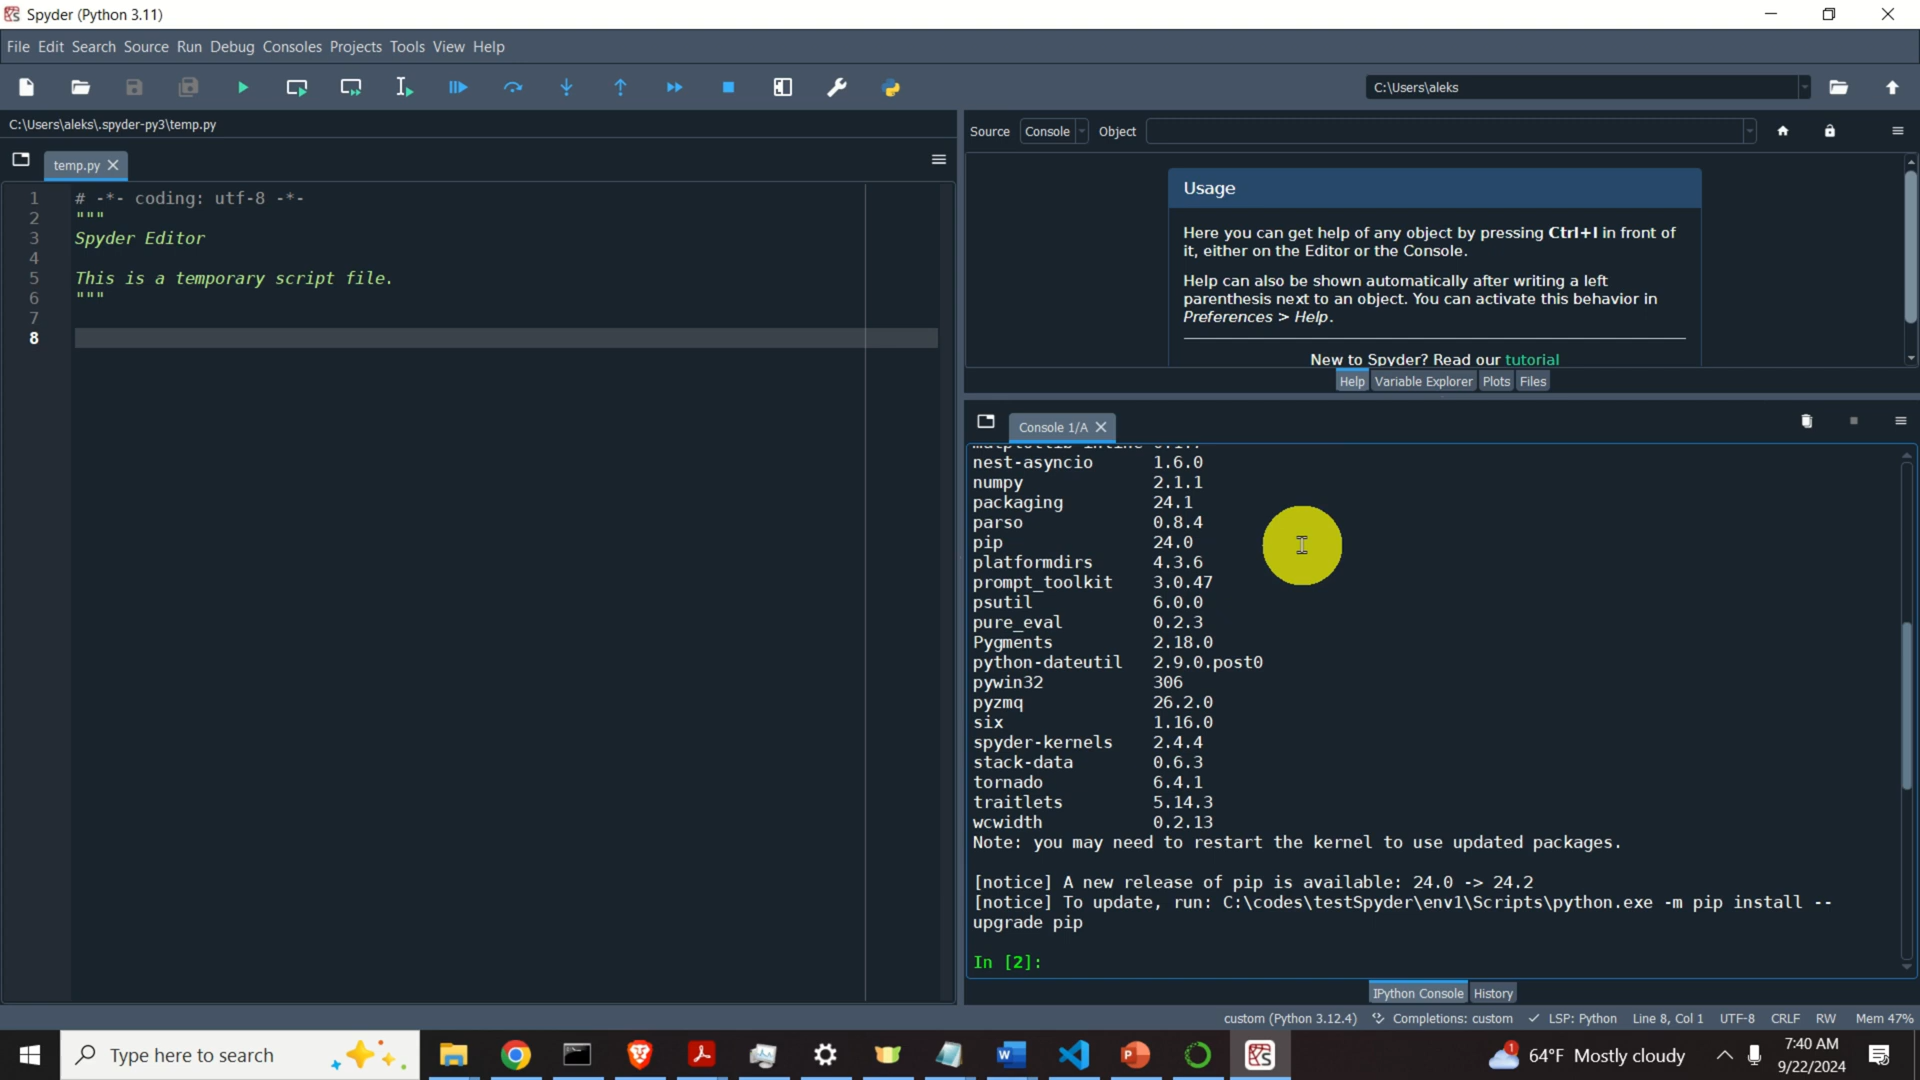 Spyder (Python 3.11)
File Edit Search Source Run Debug Consoles Projects Tools View Help
C:\Users\aleks
C:\Users\aleks\.spyder-py3\temp.py
temp.py
1 # -*- coding: utf-8 -*-
2 """
3 Spyder Editor
4
5 This is a temporary script file.
6 """
7
8
Source Console Object
Usage
Here you can get help of any object by pressing Ctrl+I in front of
it, either on the Editor or the Console.
Help can also be shown automatically after writing a left
parenthesis next to an object. You can activate this behavior in
Preferences > Help.
New to Spyder? Read our tutorial
Help Variable Explorer Plots Files
Console 1/A
nest-asyncio 1.6.0
numpy 2.1.1
packaging 24.1
parso 0.8.4
pip 24.0
platformdirs 4.3.6
prompt_toolkit 3.0.47
psutil 6.0.0
pure_eval 0.2.3
Pygments 2.18.0
python-dateutil 2.9.0.post0
pywin32 306
pyzmq 26.2.0
six 1.16.0
spyder-kernels 2.4.4
stack-data 0.6.3
tornado 6.4.1
traitlets 5.14.3
wcwidth 0.2.13
Note: you may need to restart the kernel to use updated packages.
[notice] A new release of pip is available: 24.0 -> 24.2
[notice] To update, run: C:\codes\testSpyder\env1\Scripts\python.exe -m pip install --
upgrade pip
In [2]:
IPython Console History
custom (Python 3.12.4) Completions: custom LSP: Python Line 8, Col 1 UTF-8 CRLF RW Mem 47%
Type here to search
64°F Mostly cloudy
7:40 AM
9/22/2024